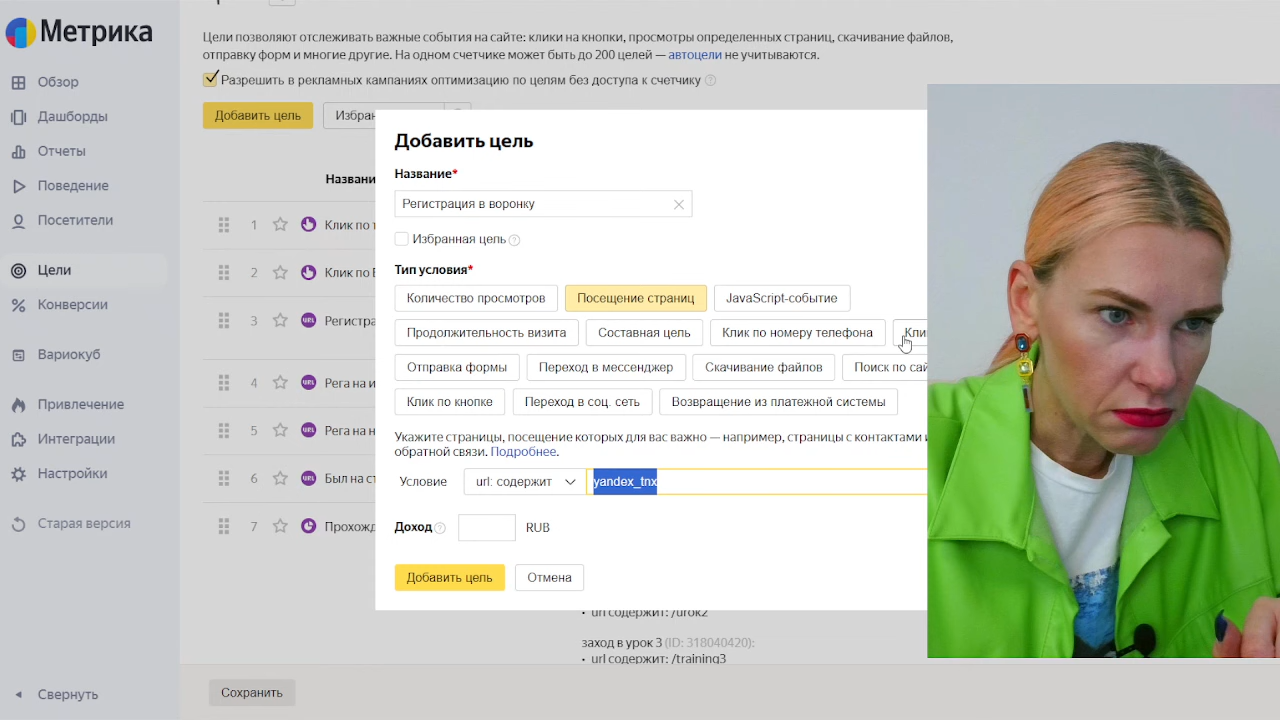 Метрика
Обзор
Дашборды
Отчеты
Поведение
Посетители
Цели
Конверсии
Вариокуб
Привлечение
Интеграции
Настройки
Старая версия
Свернуть
Цели позволяют отслеживать важные события на сайте: клики на кнопки, просмотры определенных страниц, скачивание файлов,
отправку форм и многие другие. На одном счетчике может быть до 200 целей — автоцели не учитываются.
Разрешить в рекламных кампаниях оптимизацию по целям без доступа к счетчику
Добавить цель
Избран
Названи
1 Клик по т
2 Клик по
3 Регистра
4 Рега на и
5 Рега на н
6 Был на ст
7 Прохожд
Добавить цель
Название*
Регистрация в воронку
Избранная цель
Тип условия*
Количество просмотров Посещение страниц JavaScript-событие
Продолжительность визита Составная цель Клик по номеру телефона Кли
Отправка формы Переход в мессенджер Скачивание файлов Поиск по сай
Клик по кнопке Переход в соц. сеть Возвращение из платежной системы
Укажите страницы, посещение которых для вас важно — например, страницы с контактами и
обратной связи. Подробнее.
Условие url: содержит yandex_tnx
Доход RUB
Добавить цель Отмена
• url содержит: /urok2
заход в урок 3 (ID: 318040420):
• url содержит: /training3
Сохранить